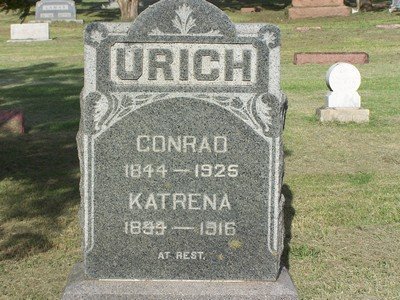 URICH
CONRAD
1844 — 1925
KATRENA
— 1916
AT REST.